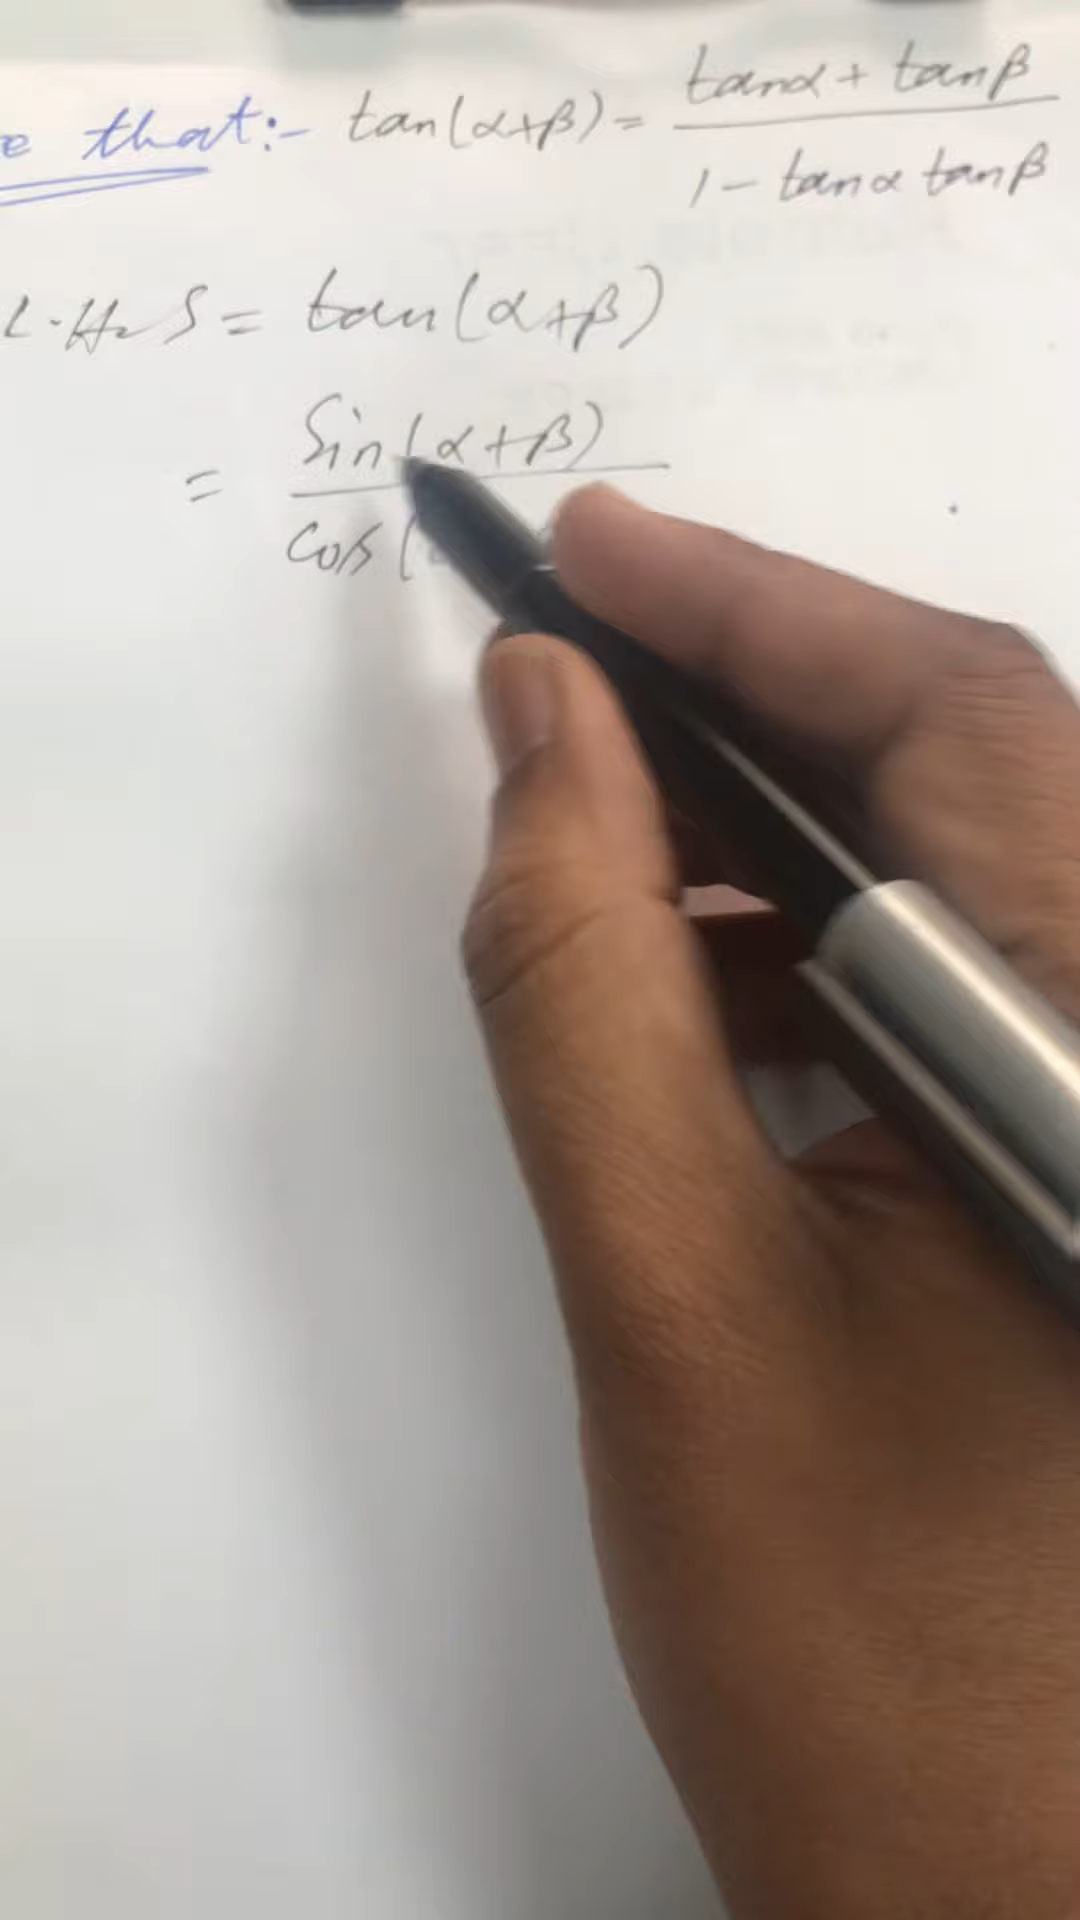 e that:- tan(α+β) = tanα + tanβ / 1 - tanα tanβ
L.H.S = tan(α+β)
= Sin(α+β)
cos(